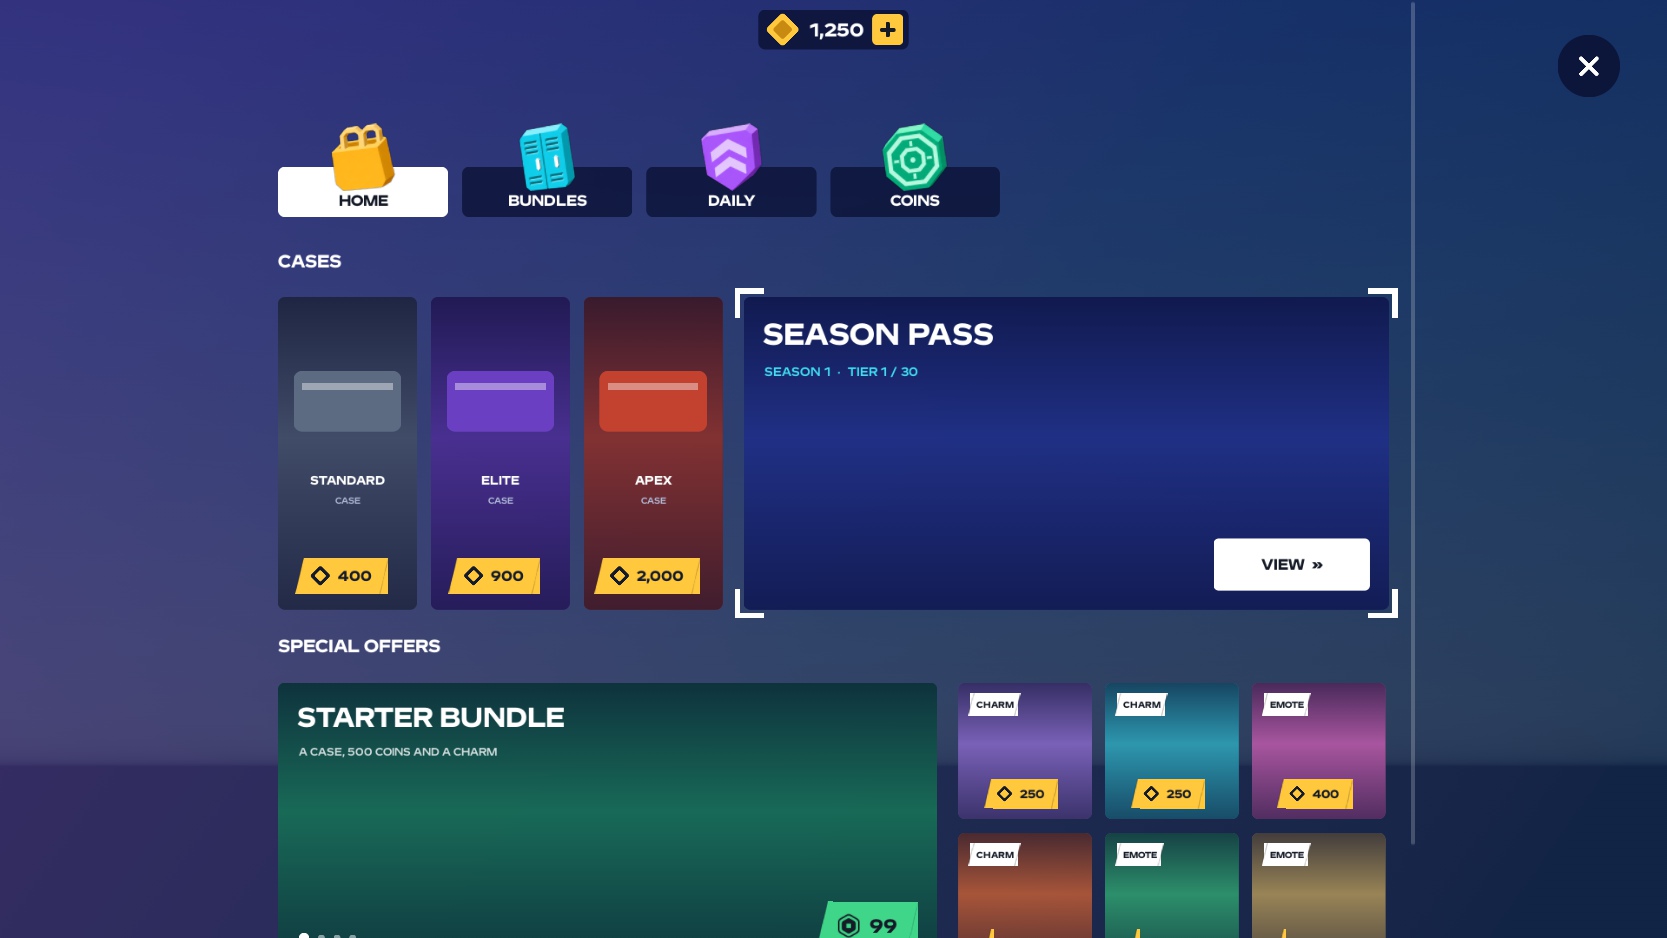 1,250
HOME
BUNDLES
DAILY
COINS
CASES
STANDARD
CASE
400
ELITE
CASE
900
APEX
CASE
2,000
SEASON PASS
SEASON 1 · TIER 1 / 30
VIEW »
SPECIAL OFFERS
STARTER BUNDLE
A CASE, 500 COINS AND A CHARM
99
CHARM
250
CHARM
250
EMOTE
400
CHARM
EMOTE
EMOTE